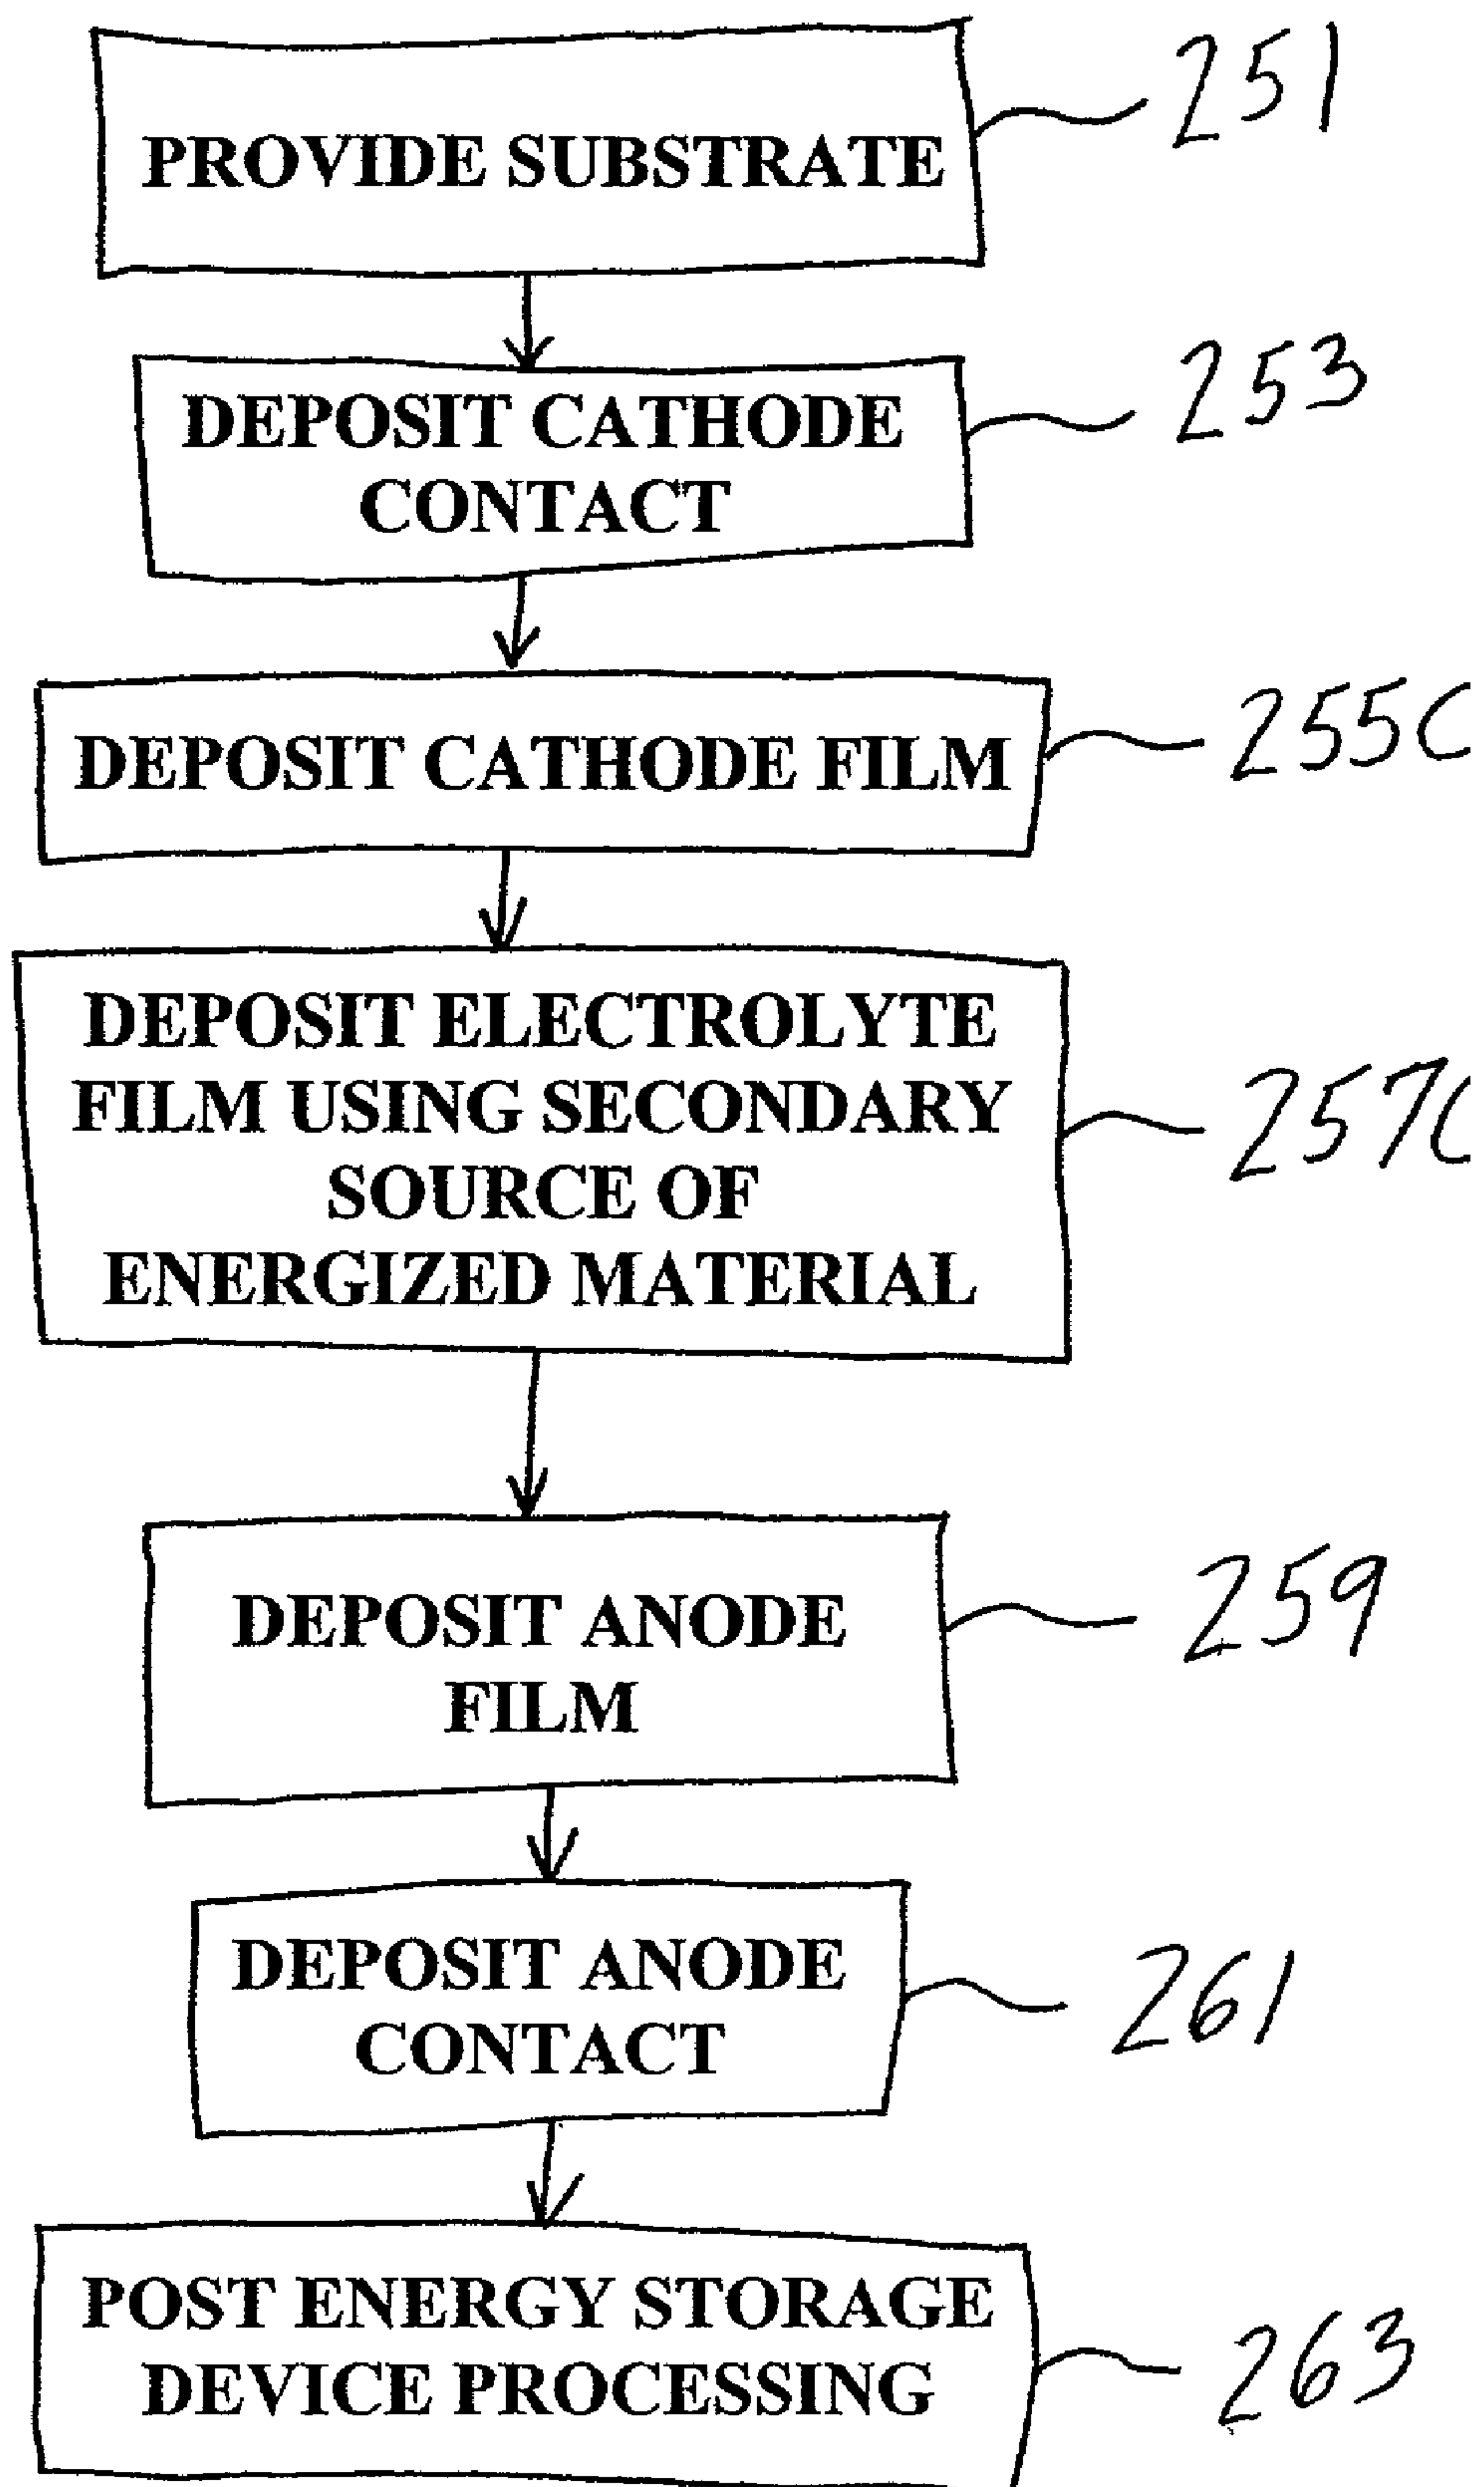 PROVIDE SUBSTRATE
251
DEPOSIT CATHODE
CONTACT
253
DEPOSIT CATHODE FILM
255C
DEPOSIT ELECTROLYTE
FILM USING SECONDARY
SOURCE OF
ENERGIZED MATERIAL
257C
DEPOSIT ANODE
FILM
259
DEPOSIT ANODE
CONTACT
261
POST ENERGY STORAGE
DEVICE PROCESSING
263